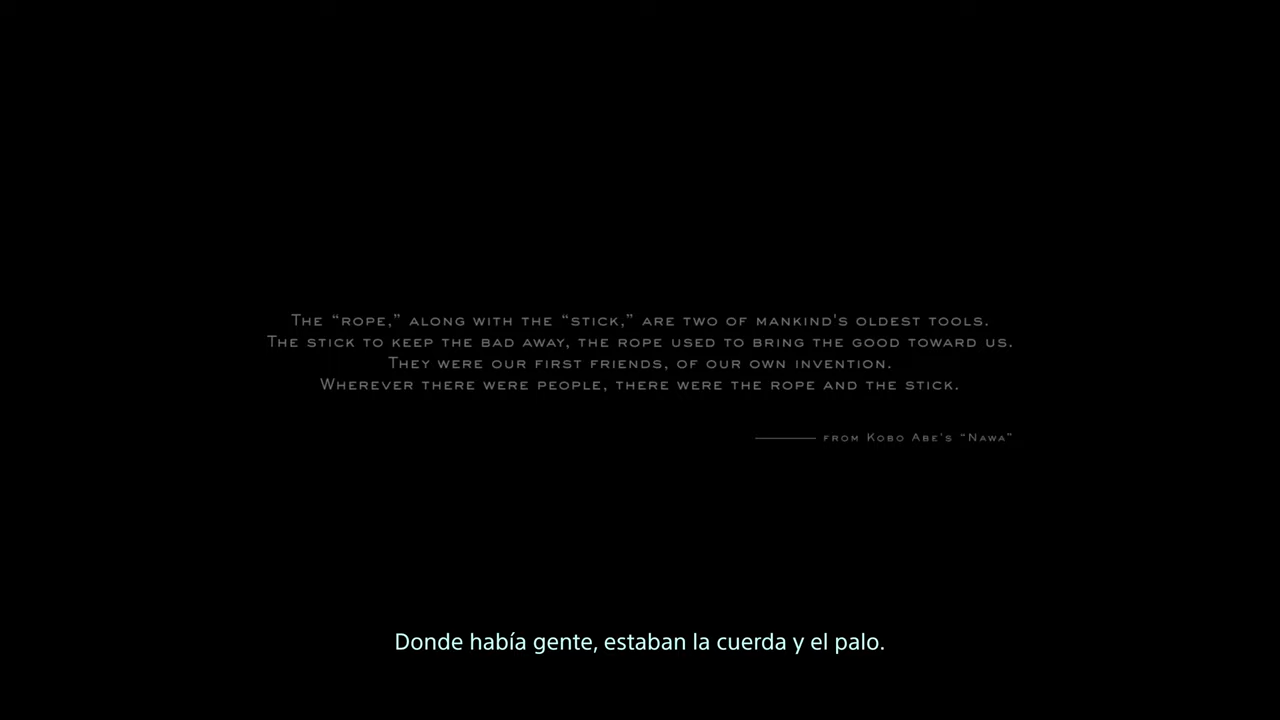 The “rope,” along with the “stick,” are two of mankind's oldest tools.
The stick to keep the bad away, the rope used to bring the good toward us.
They were our first friends, of our own invention.
Wherever there were people, there were the rope and the stick.
from Kobo Abe's “Nawa”
Donde había gente, estaban la cuerda y el palo.